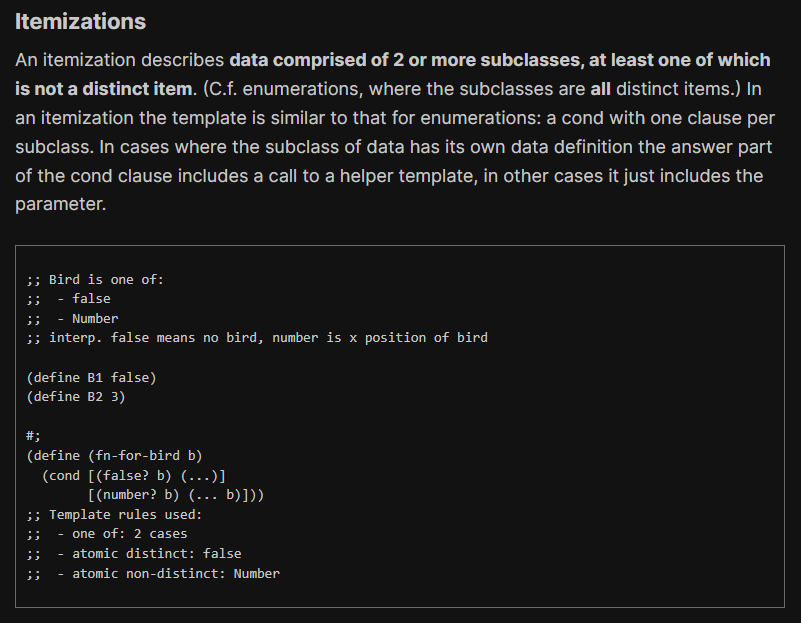 Itemizations
An itemization describes data comprised of 2 or more subclasses, at least one of which
is not a distinct item. (C.f. enumerations, where the subclasses are all distinct items.) In
an itemization the template is similar to that for enumerations: a cond with one clause per
subclass. In cases where the subclass of data has its own data definition the answer part
of the cond clause includes a call to a helper template, in other cases it just includes the
parameter.
;; Bird is one of:
;;  - false
;;  - Number
;; interp. false means no bird, number is x position of bird
(define B1 false)
(define B2 3)
#;
(define (fn-for-bird b)
  (cond [(false? b) (...)]
        [(number? b) (... b)]))
;; Template rules used:
;;  - one of: 2 cases
;;  - atomic distinct: false
;;  - atomic non-distinct: Number